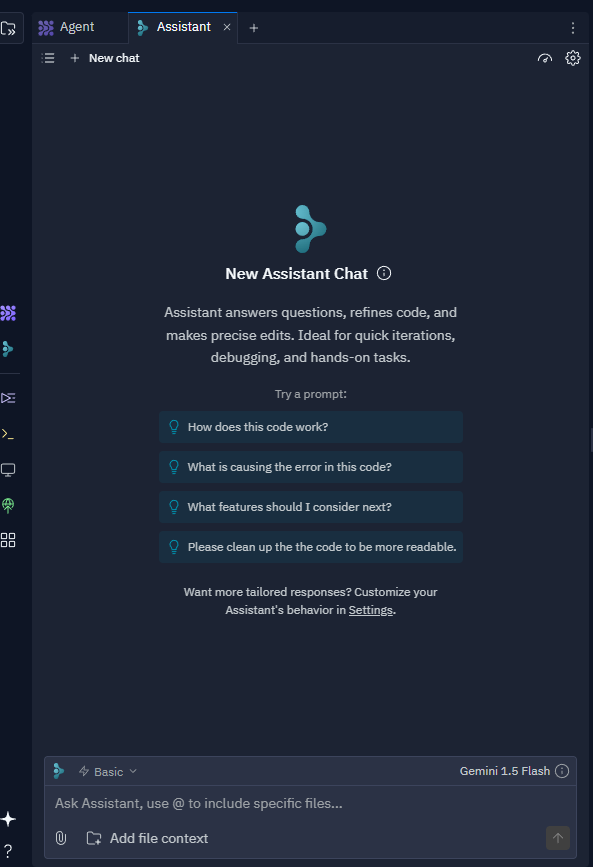 Agent
Assistant
New chat
New Assistant Chat
Assistant answers questions, refines code, and
makes precise edits. Ideal for quick iterations,
debugging, and hands-on tasks.
Try a prompt:
How does this code work?
What is causing the error in this code?
What features should I consider next?
Please clean up the the code to be more readable.
Want more tailored responses? Customize your
Assistant's behavior in Settings.
Basic
Gemini 1.5 Flash
Ask Assistant, use @ to include specific files...
Add file context